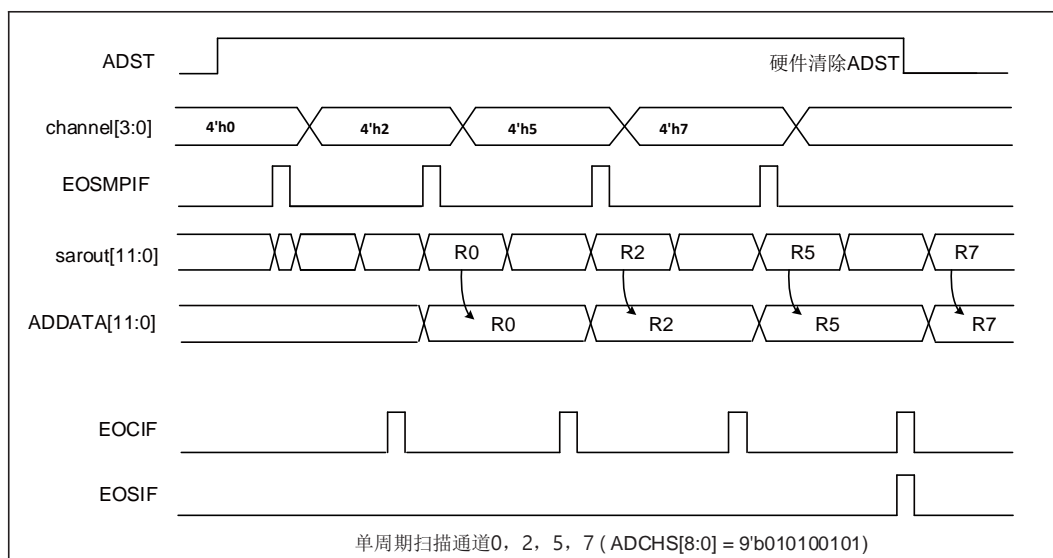 ADST
硬件清除ADST
channel[3:0]
4'h0
4'h2
4'h5
4'h7
EOSMPIF
sarout[11:0]
R0
R2
R5
R7
ADDATA[11:0]
R0
R2
R5
R7
EOCIF
EOSIF
单周期扫描通道0，2，5，7 ( ADCHS[8:0] = 9'b010100101)